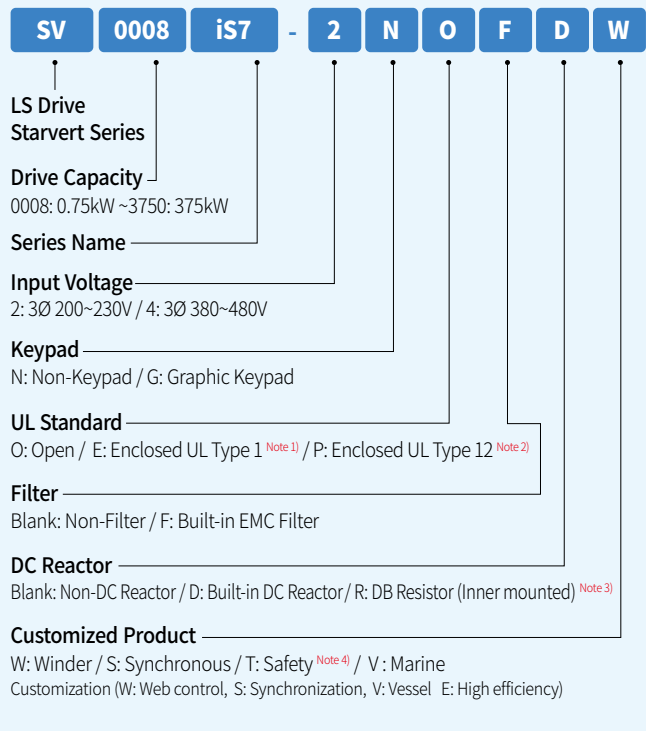 SV 0008 iS7 - 2 N O F D W
LS Drive
Starvert Series
Drive Capacity
0008: 0.75kW ~3750: 375kW
Series Name
Input Voltage
2: 3Ø 200~230V / 4: 3Ø 380~480V
Keypad
N: Non-Keypad / G: Graphic Keypad
UL Standard
O: Open / E: Enclosed UL Type 1 Note 1) / P: Enclosed UL Type 12 Note 2)
Filter
Blank: Non-Filter / F: Built-in EMC Filter
DC Reactor
Blank: Non-DC Reactor / D: Built-in DC Reactor / R: DB Resistor (Inner mounted) Note 3)
Customized Product
W: Winder / S: Synchronous / T: Safety Note 4) / V : Marine
Customization (W: Web control, S: Synchronization, V: Vessel E: High efficiency)